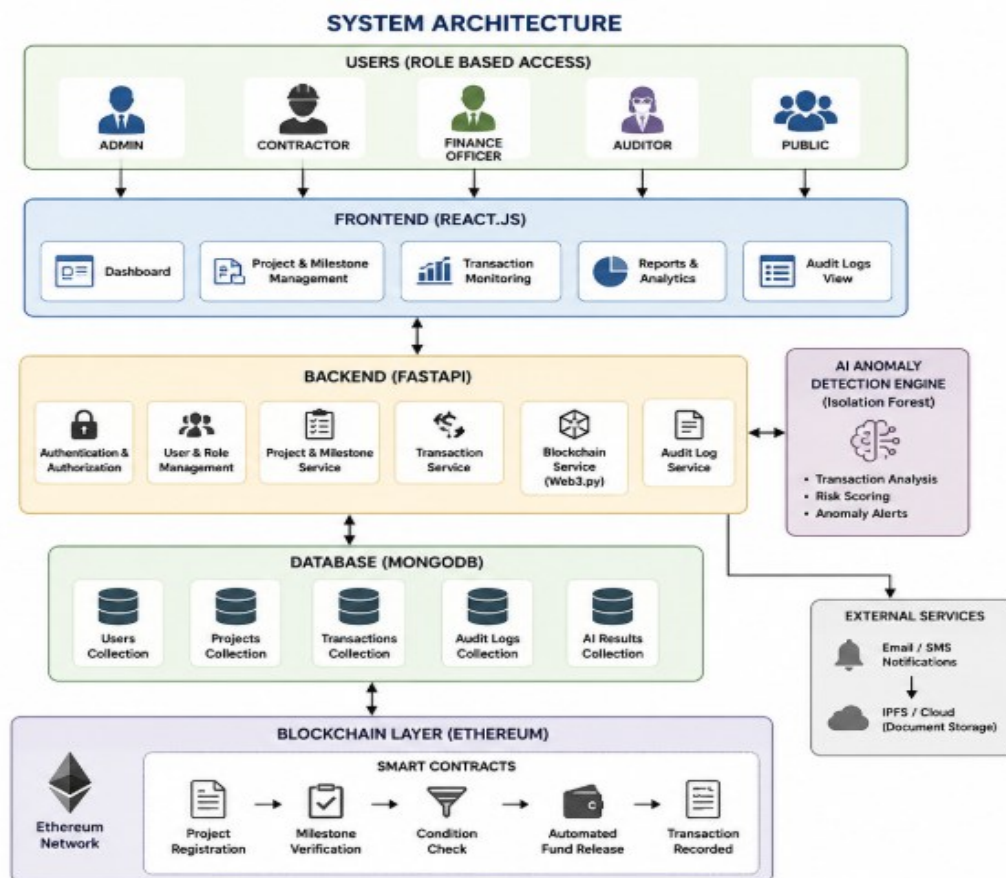 SYSTEM ARCHITECTURE
USERS (ROLE BASED ACCESS)
ADMIN
CONTRACTOR
FINANCE
OFFICER
AUDITOR
PUBLIC
FRONTEND (REACT.JS)
Dashboard
Project & Milestone
Management
Transaction
Monitoring
Reports &
Analytics
Audit Logs
View
BACKEND (FASTAPI)
Authentication &
Authorization
User & Role
Management
Project & Milestone
Service
Transaction
Service
Blockchain
Service
(Web3.py)
Audit Log
Service
AI ANOMALY
DETECTION ENGINE
(Isolation Forest)
• Transaction Analysis
• Risk Scoring
• Anomaly Alerts
DATABASE (MONGODB)
Users
Collection
Projects
Collection
Transactions
Collection
Audit Logs
Collection
AI Results
Collection
EXTERNAL SERVICES
Email / SMS
Notifications
IPFS / Cloud
(Document Storage)
BLOCKCHAIN LAYER (ETHEREUM)
Ethereum
Network
SMART CONTRACTS
Project
Registration
Milestone
Verification
Condition
Check
Automated
Fund Release
Transaction
Recorded